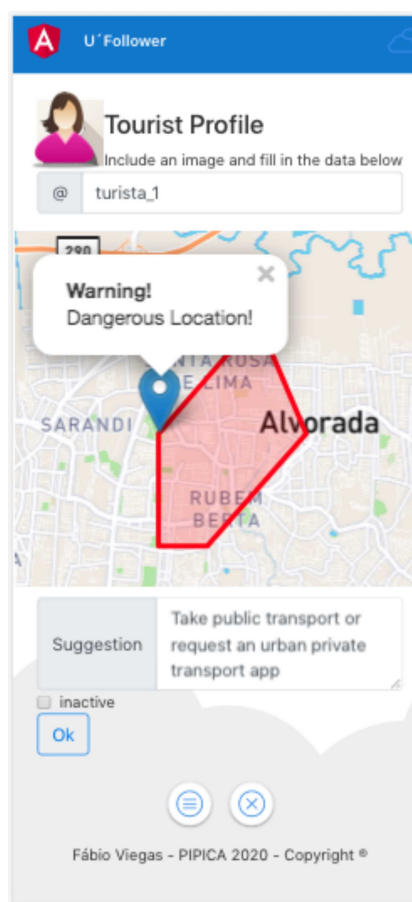 A
U´Follower
Tourist Profile
Include an image and fill in the data below
@ turista_1
290
Warning!
Dangerous Location!
×
SANTA ROSA
DE LIMA
SARANDI
Alvorada
RUBEM
BERTA
Suggestion
Take public transport or
request an urban private
transport app
inactive
Ok
Fábio Viegas - PIPICA 2020 - Copyright ®